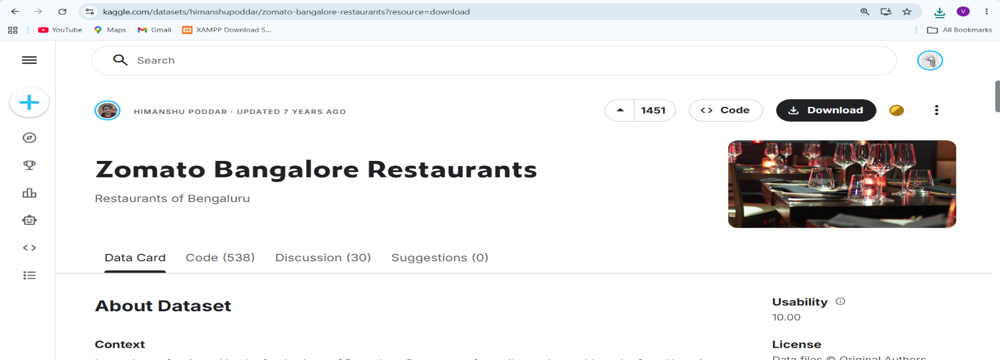 kaggle.com/datasets/himanshupoddar/zomato-bangalore-restaurants?resource=download
V
YouTube
Maps
Gmail
XAMPP Download S...
All Bookmarks
Search
HIMANSHU PODDAR · UPDATED 7 YEARS AGO
1451
<> Code
Download
Zomato Bangalore Restaurants
Restaurants of Bengaluru
Data Card
Code (538)
Discussion (30)
Suggestions (0)
About Dataset
Usability
10.00
Context
License
Data files © Original Authors